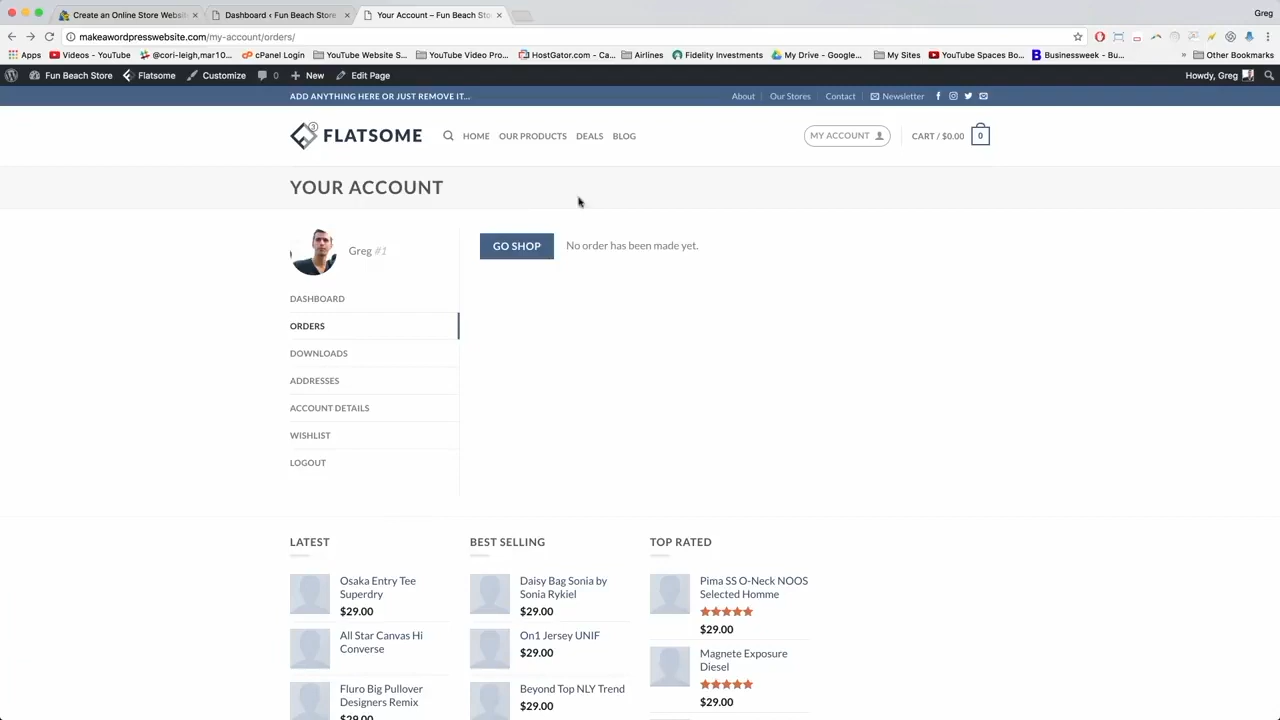 Greg
Create an Online Store Websit
Dashboard ‹ Fun Beach Store
Your Account – Fun Beach Sto
makeawordpresswebsite.com/my-account/orders/
Apps
Videos - YouTube
@cori-leigh,mar10...
cPanel Login
YouTube Website S...
YouTube Video Pro...
HostGator.com - Ca...
Airlines
Fidelity Investments
My Drive - Google...
My Sites
YouTube Spaces Bo...
Businessweek - Bu...
»
Other Bookmarks
Fun Beach Store
Flatsome
Customize
0
New
Edit Page
Howdy, Greg
ADD ANYTHING HERE OR JUST REMOVE IT...
About
Our Stores
Contact
Newsletter
3
FLATSOME
HOME
OUR PRODUCTS
DEALS
BLOG
MY ACCOUNT
CART / $0.00
0
YOUR ACCOUNT
Greg #1
GO SHOP
No order has been made yet.
DASHBOARD
ORDERS
DOWNLOADS
ADDRESSES
ACCOUNT DETAILS
WISHLIST
LOGOUT
LATEST
Osaka Entry Tee
Superdry
$29.00
All Star Canvas Hi
Converse
Fluro Big Pullover
Designers Remix
$29.00
BEST SELLING
Daisy Bag Sonia by
Sonia Rykiel
$29.00
On1 Jersey UNIF
$29.00
Beyond Top NLY Trend
$29.00
TOP RATED
Pima SS O-Neck NOOS
Selected Homme
$29.00
Magnete Exposure
Diesel
$29.00